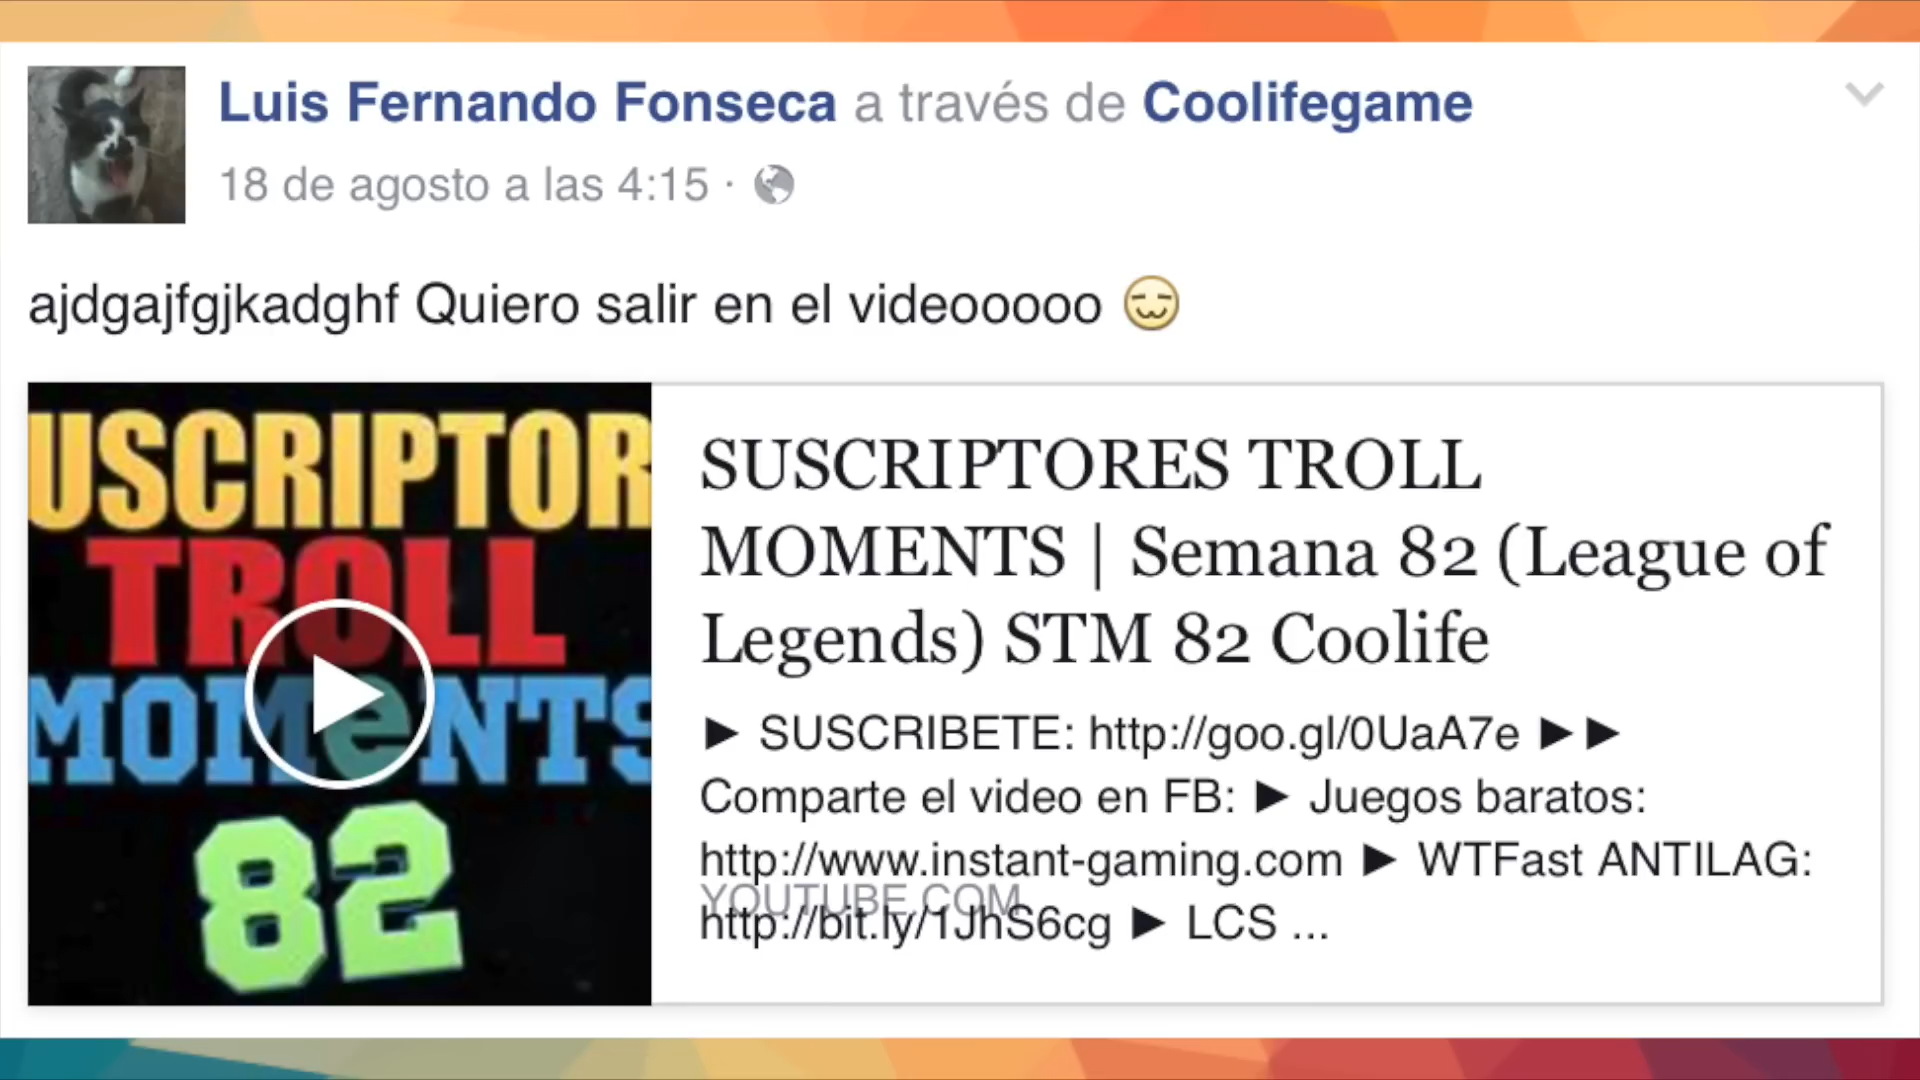 Luis Fernando Fonseca a través de Coolifegame
18 de agosto a las 4:15 ·
ajdgajfgjkadghf Quiero salir en el videooooo
USCRIPTOR
TROLL
MOMeNTS
82
SUSCRIPTORES TROLL
MOMENTS | Semana 82 (League of
Legends) STM 82 Coolife
► SUSCRIBETE: http://goo.gl/0UaA7e ►►
Comparte el video en FB: ► Juegos baratos:
http://www.instant-gaming.com ► WTFast ANTILAG:
YOUTUBE.COM
http://bit.ly/1JhS6cg ► LCS ...